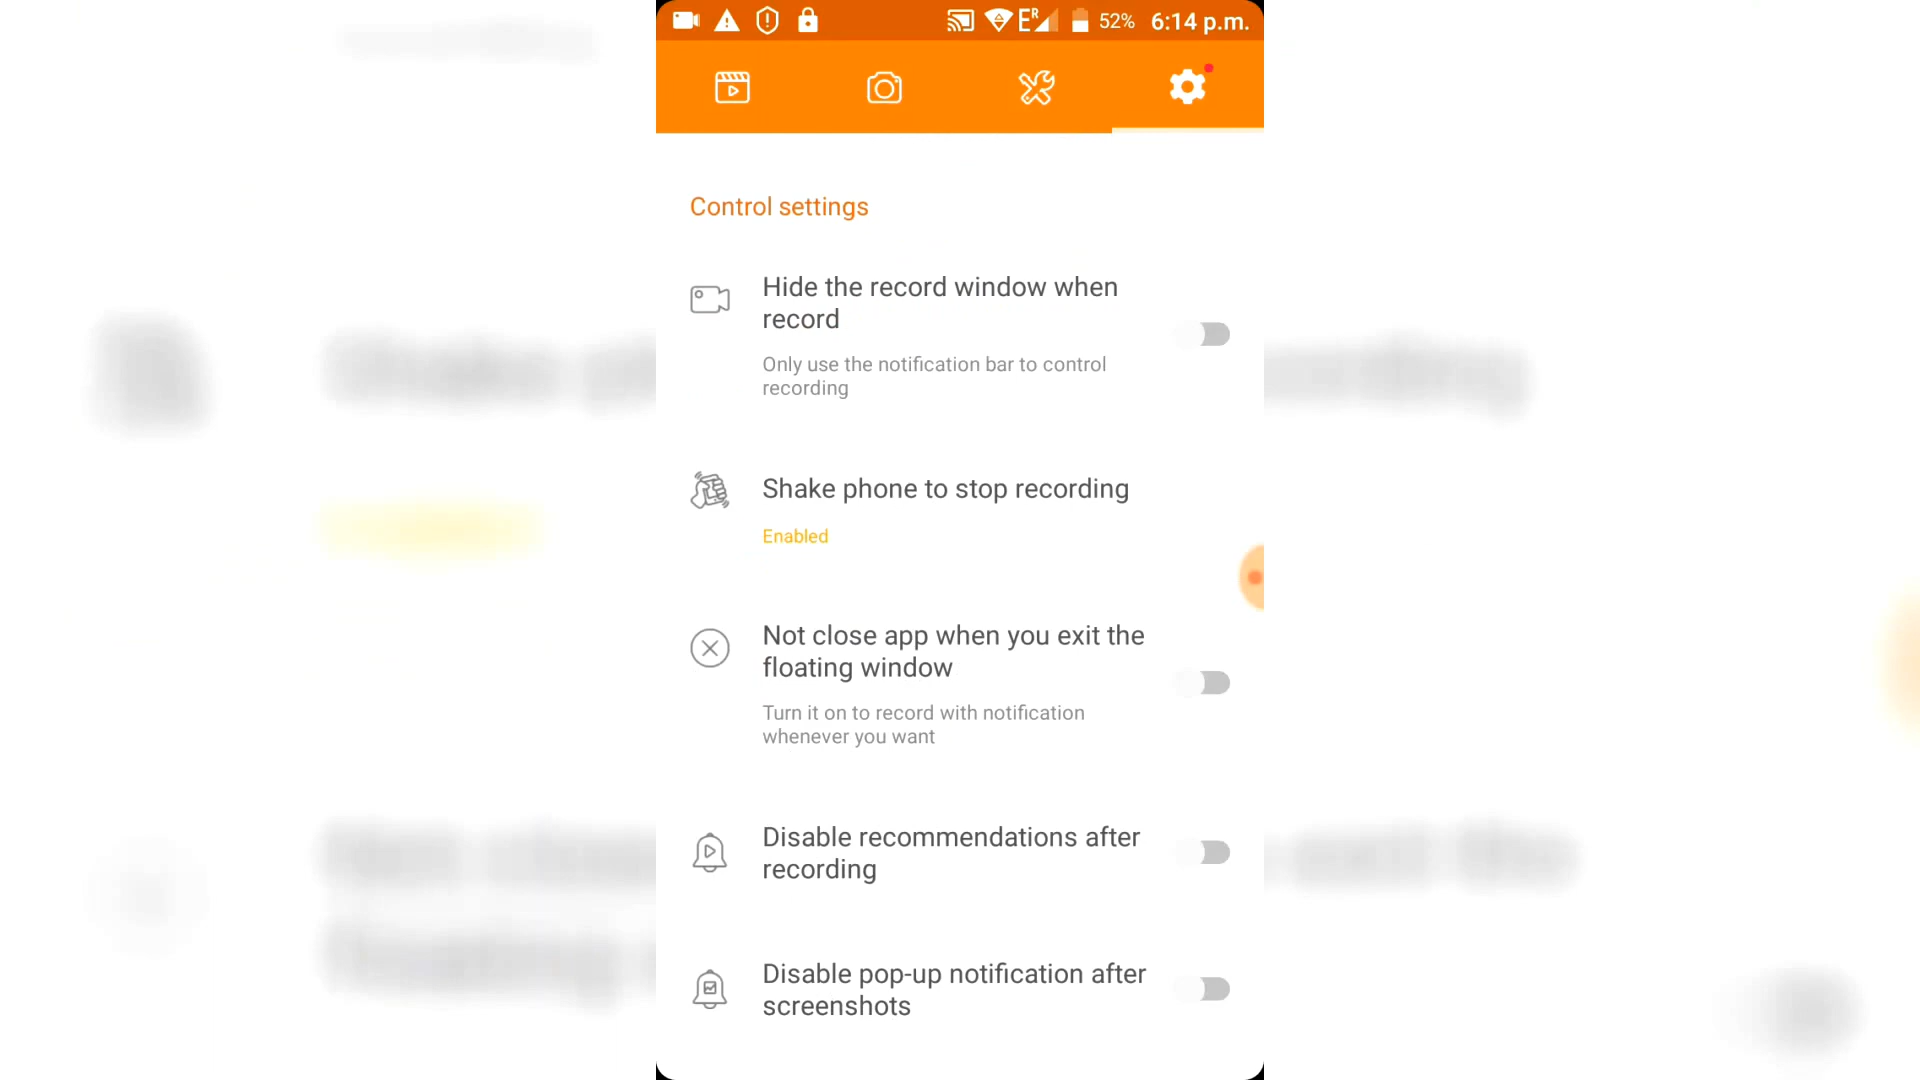 ER 52% 6:14 p.m.
Control settings
Hide the record window when
record
Only use the notification bar to control
recording
Shake phone to stop recording
Enabled
Not close app when you exit the
floating window
Turn it on to record with notification
whenever you want
Disable recommendations after
recording
Disable pop-up notification after
screenshots